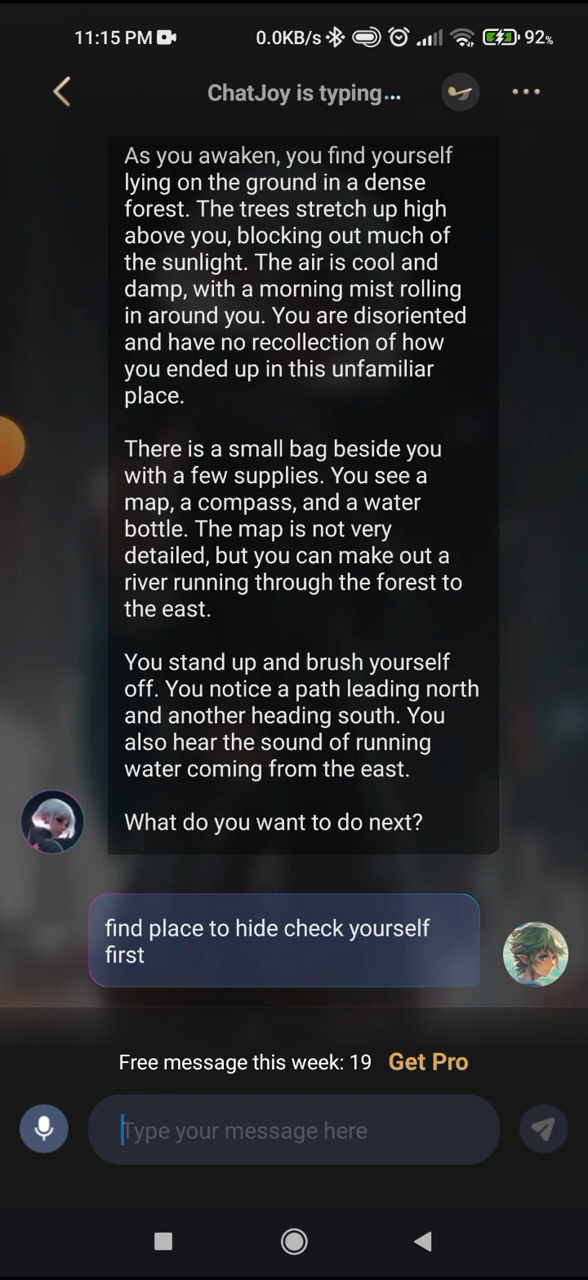 11:15 PM 0.0KB/s 92%
ChatJoy is typing...
As you awaken, you find yourself
lying on the ground in a dense
forest. The trees stretch up high
above you, blocking out much of
the sunlight. The air is cool and
damp, with a morning mist rolling
in around you. You are disoriented
and have no recollection of how
you ended up in this unfamiliar
place.
There is a small bag beside you
with a few supplies. You see a
map, a compass, and a water
bottle. The map is not very
detailed, but you can make out a
river running through the forest to
the east.
You stand up and brush yourself
off. You notice a path leading north
and another heading south. You
also hear the sound of running
water coming from the east.
What do you want to do next?
find place to hide check yourself
first
Free message this week: 19 Get Pro
Type your message here